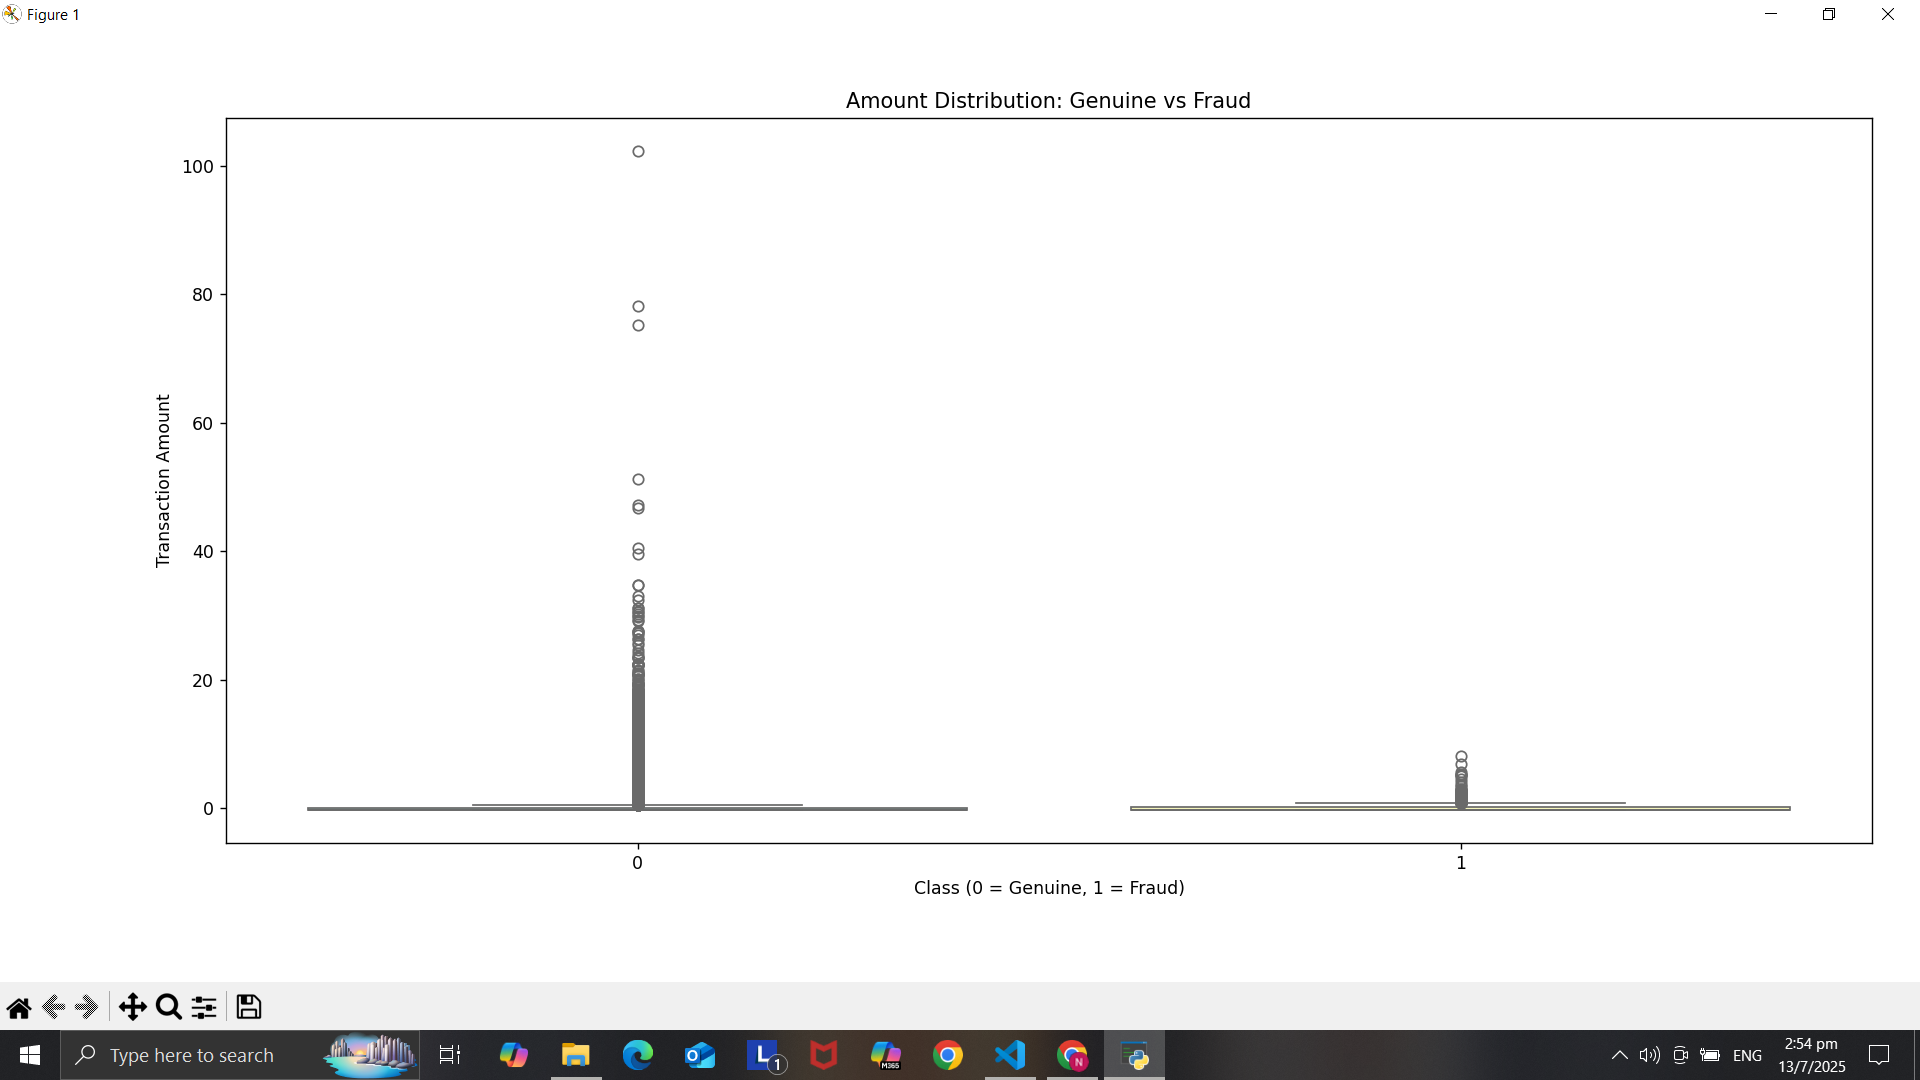 Figure 1
Amount Distribution: Genuine vs Fraud
100
80
60
40
20
0
Transaction Amount
0
1
Class (0 = Genuine, 1 = Fraud)
Type here to search
O
L
1
M365
N
ENG
2:54 pm
13/7/2025